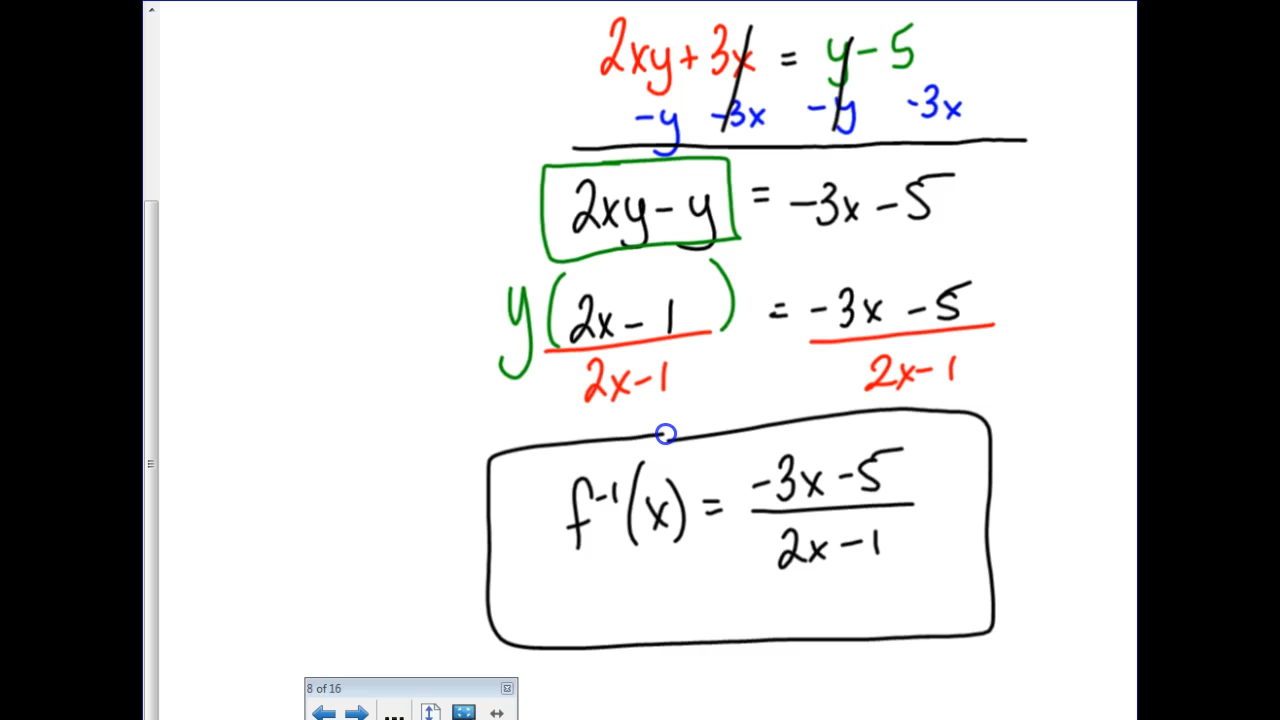 2xy + 3x = y - 5
-y -3x -y -3x
2xy - y = -3x - 5
y(2x - 1) = -3x - 5
2x-1 2x-1
f⁻¹(x) = -3x - 5
2x - 1
8 of 16
...